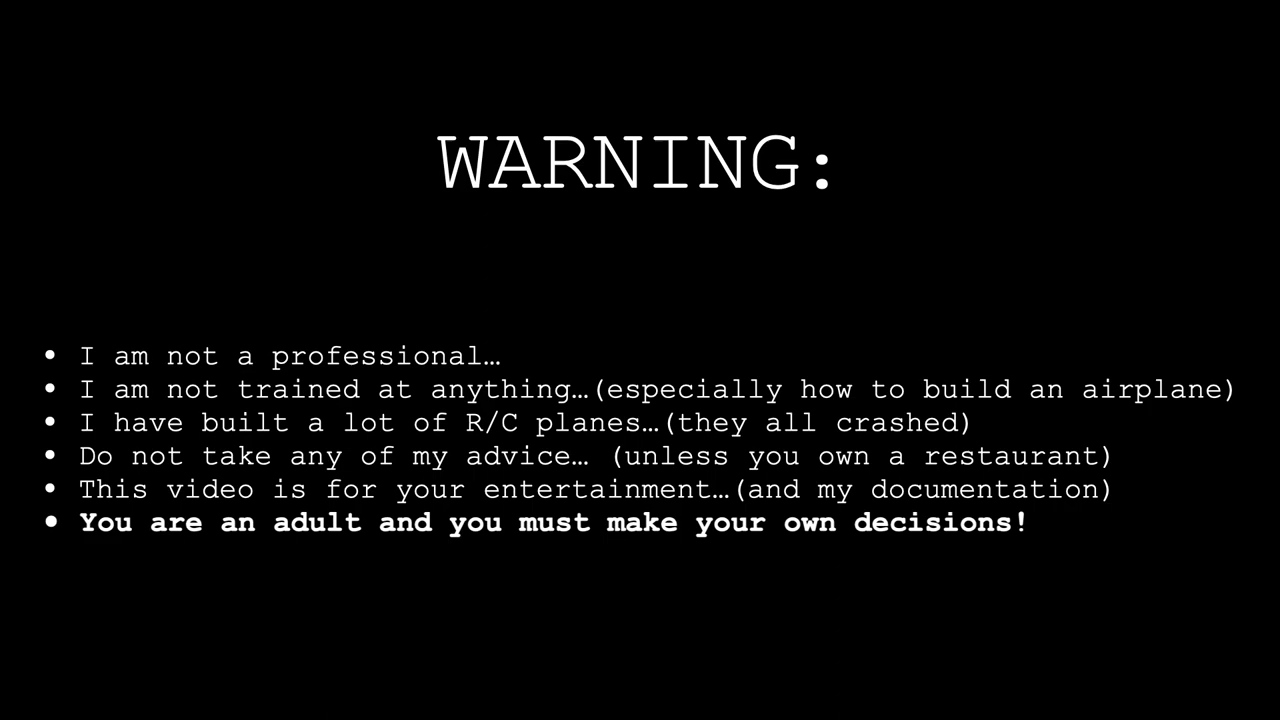 WARNING:
• I am not a professional…
• I am not trained at anything…(especially how to build an airplane)
• I have built a lot of R/C planes…(they all crashed)
• Do not take any of my advice… (unless you own a restaurant)
• This video is for your entertainment…(and my documentation)
• You are an adult and you must make your own decisions!